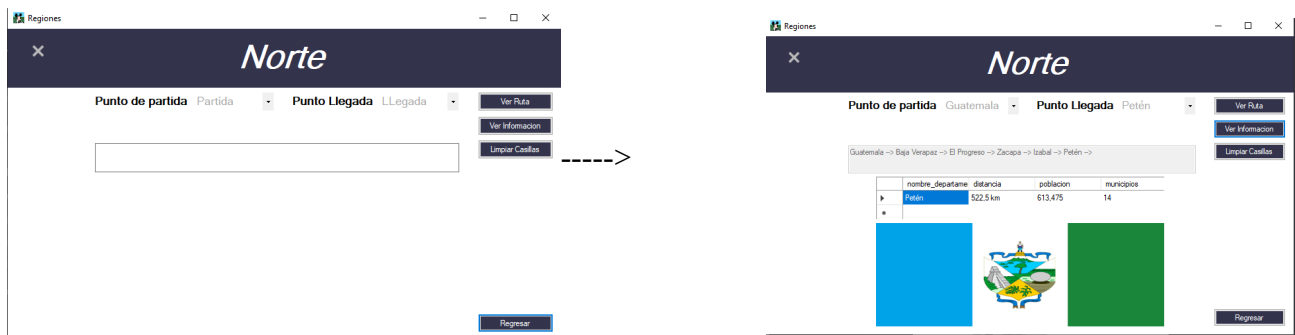 Regiones
Norte
Punto de partida Partida Punto Llegada LLegada Ver Ruta
Ver Informacion
Limpiar Casillas
Regresar
----->
Regiones
Norte
Punto de partida Guatemala Punto Llegada Petén Ver Ruta
Ver Informacion
Guatemala --> Baja Verapaz --> El Progreso --> Zacapa --> Izabal --> Petén --> Limpiar Casillas
nombre_departame distancia poblacion municipios
Petén 522,5 km 613,475 14
Regresar